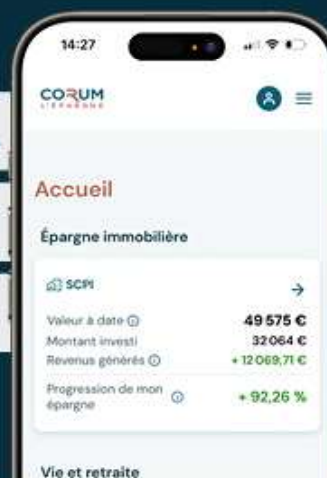 14:27
CORUM
L'ÉPARGNE
Accueil
Épargne immobilière
SCPI
Valeur à date 49 575 €
Montant investi 32 064 €
Revenus générés + 12 069,71 €
Progression de mon
épargne + 92,26 %
Vie et retraite